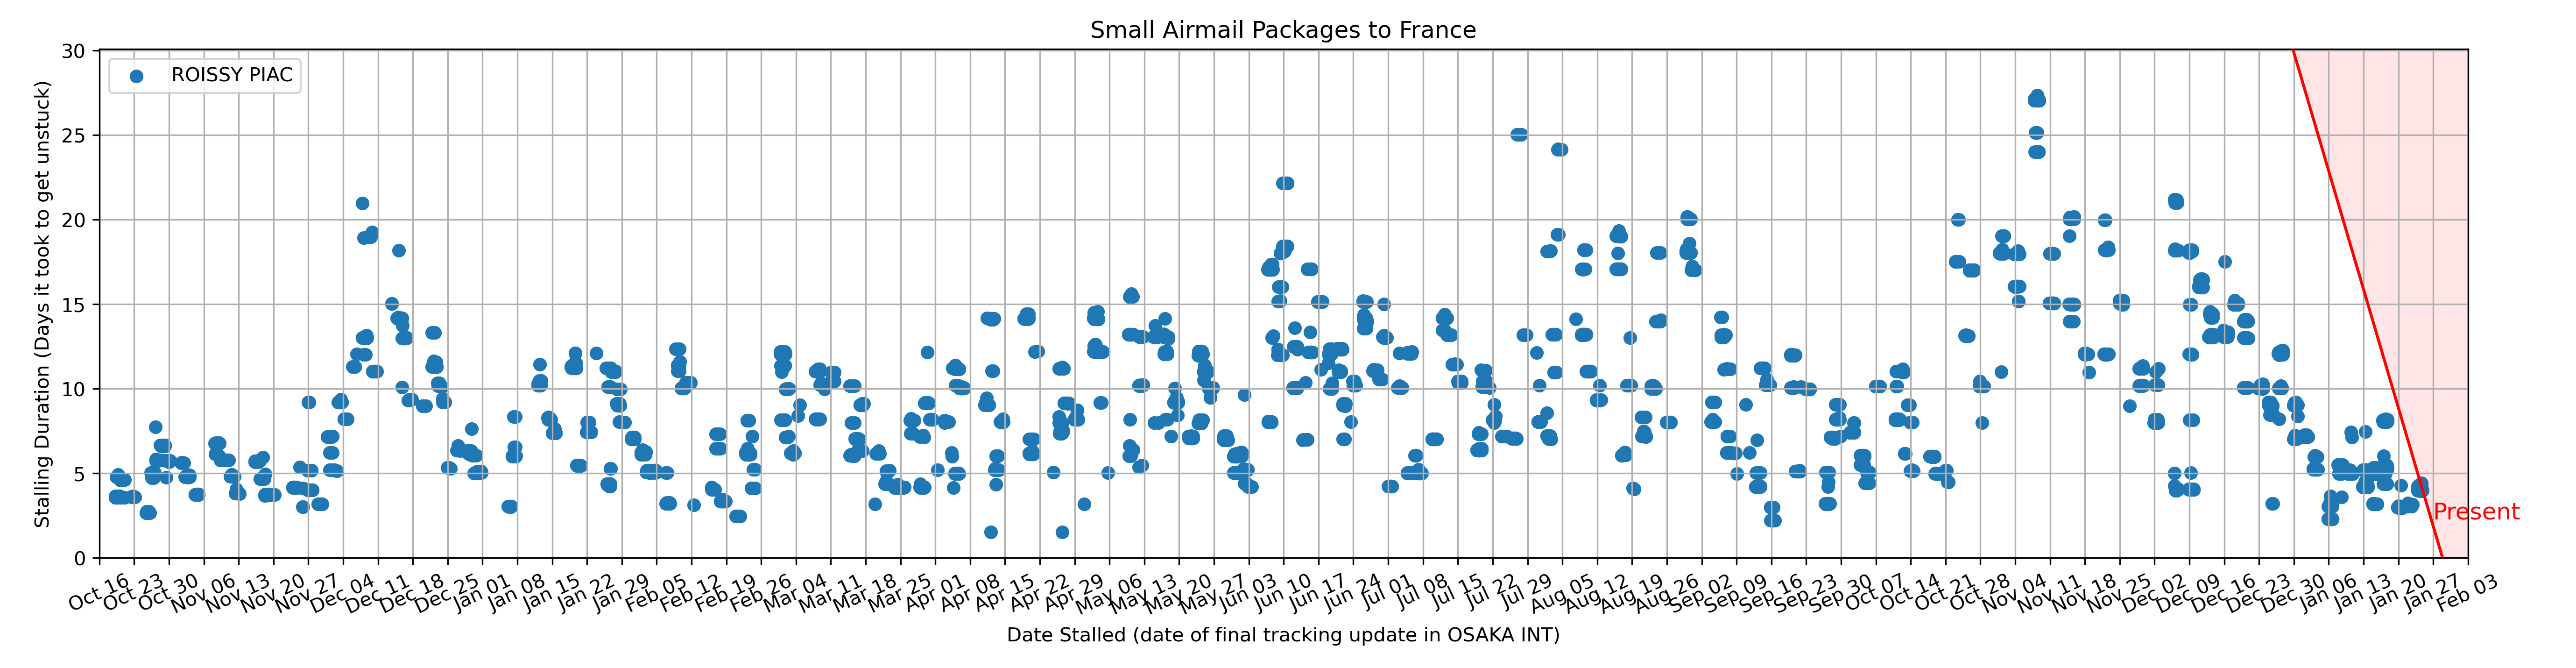 Small Airmail Packages to France
ROISSY PIAC
Stalling Duration (Days it took to get unstuck)
30
25
20
15
10
5
0
Present
Oct 16 Oct 23 Oct 30 Nov 06 Nov 13 Nov 20 Nov 27 Dec 04 Dec 11 Dec 18 Dec 25 Jan 01 Jan 08 Jan 15 Jan 22 Jan 29 Feb 05 Feb 12 Feb 19 Feb 26 Mar 04 Mar 11 Mar 18 Mar 25 Apr 01 Apr 08 Apr 15 Apr 22 Apr 29 May 06 May 13 May 20 May 27 Jun 03 Jun 10 Jun 17 Jun 24 Jul 01 Jul 08 Jul 15 Jul 22 Jul 29 Aug 05 Aug 12 Aug 19 Aug 26 Sep 02 Sep 09 Sep 16 Sep 23 Sep 30 Oct 07 Oct 14 Oct 21 Oct 28 Nov 04 Nov 11 Nov 18 Nov 25 Dec 02 Dec 09 Dec 16 Dec 23 Dec 30 Jan 06 Jan 13 Jan 20 Jan 27 Feb 03
Date Stalled (date of final tracking update in OSAKA INT)